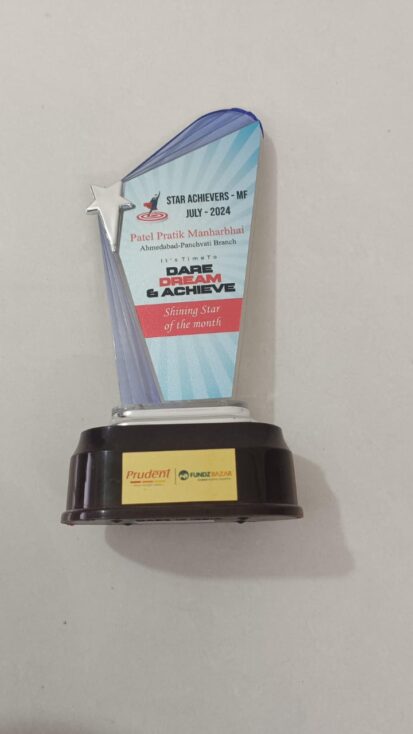 STAR ACHIEVERS - MF
JULY - 2024
Patel Pratik Manharbhai
Ahmedabad-Panchvati Branch
It's Time To
DARE
DREAM
& ACHIEVE
Shining Star
of the month
Prudent
FUNDZBAZAR